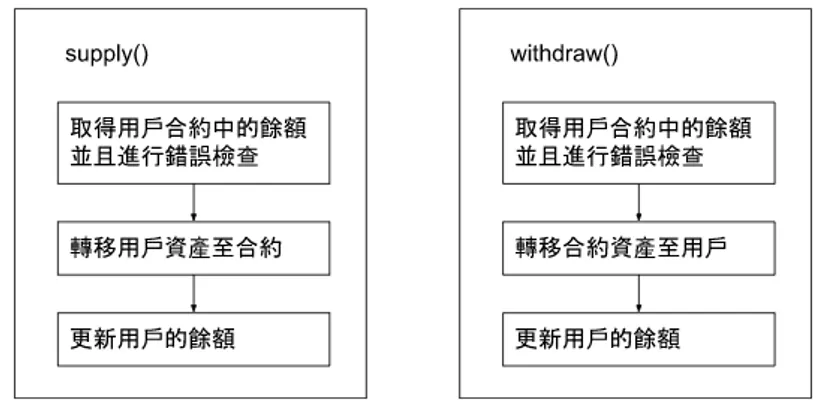 supply()
取得用戶合約中的餘額
並且進行錯誤檢查
轉移用戶資產至合約
更新用戶的餘額
withdraw()
取得用戶合約中的餘額
並且進行錯誤檢查
轉移合約資產至用戶
更新用戶的餘額